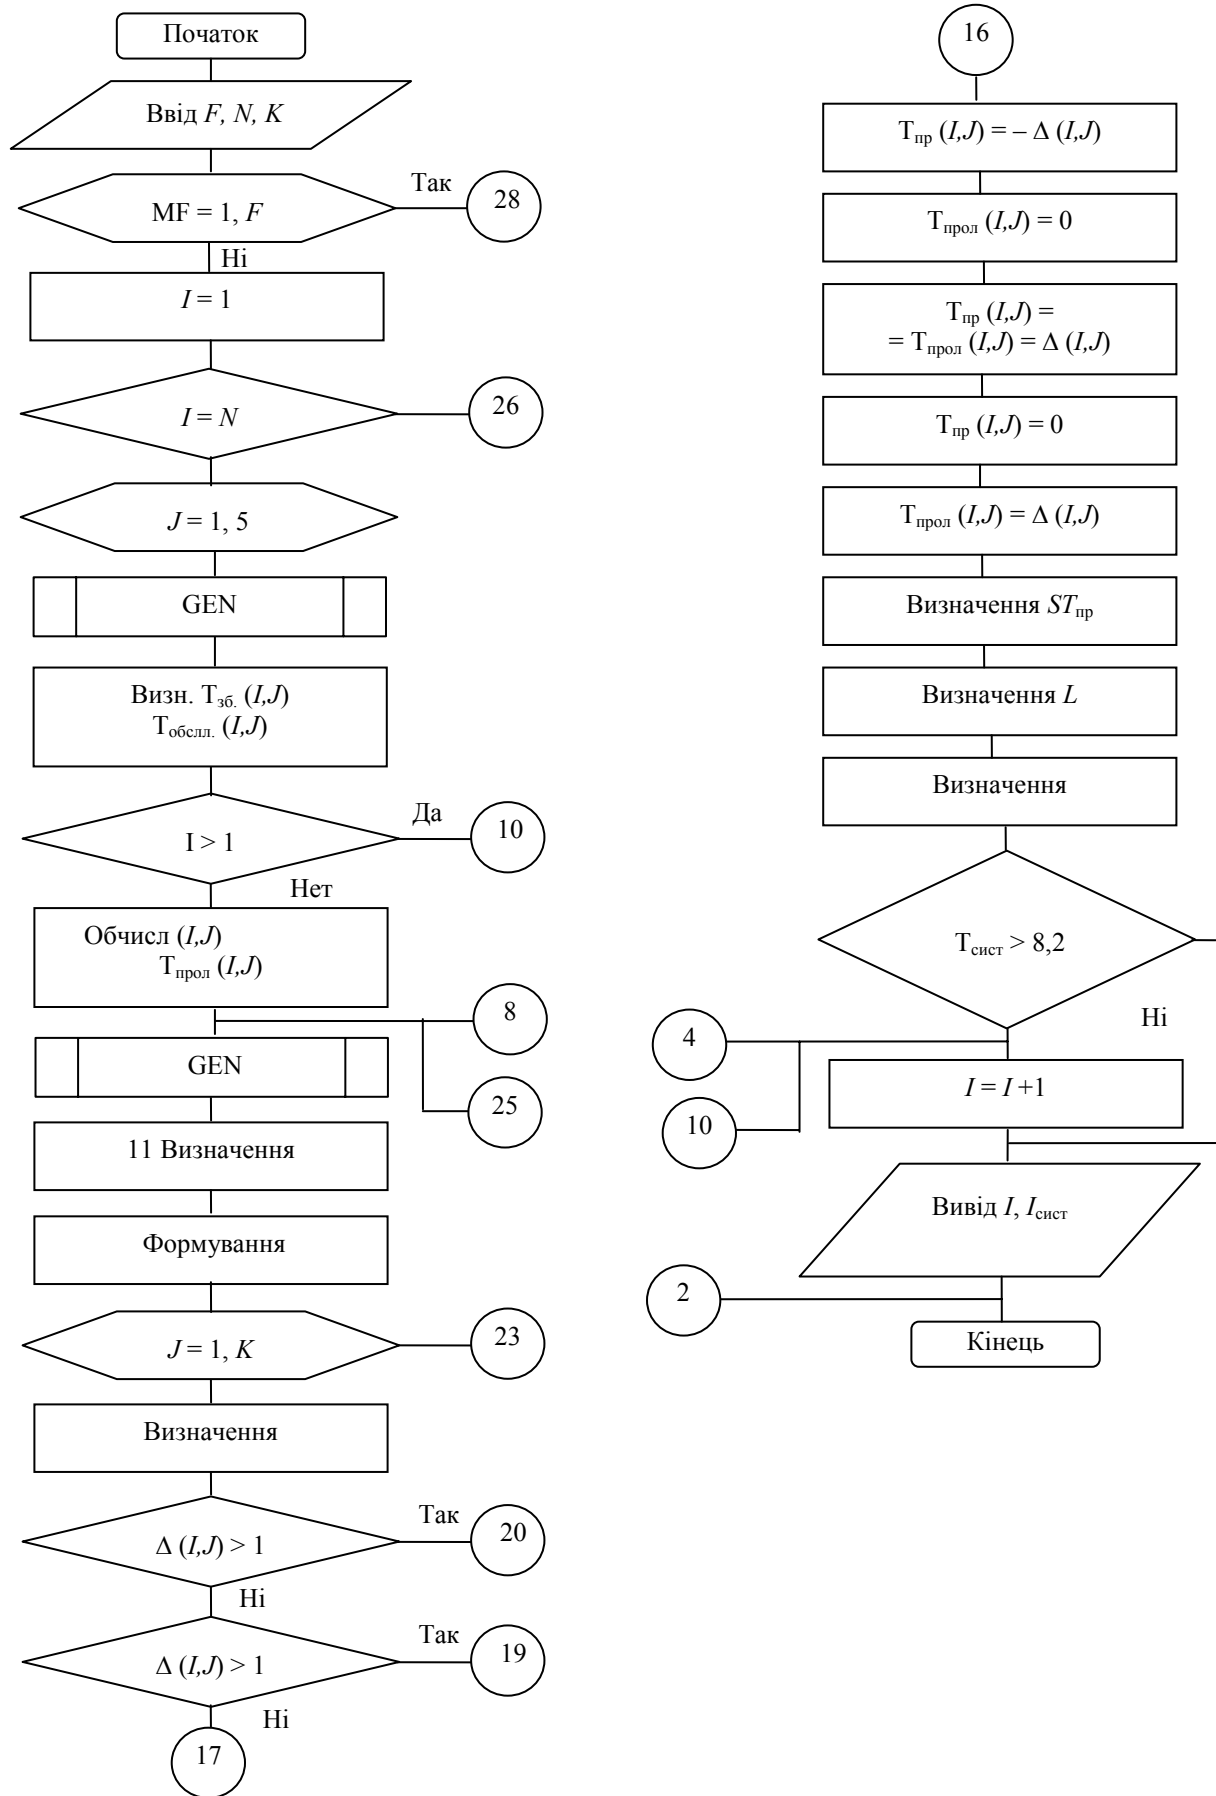 Початок
Ввід F, N, K
MF = 1, F
Так
28
Ні
I = 1
I = N
26
J = 1, 5
GEN
Визн. Tзб. (I,J)
Tобслл. (I,J)
I > 1
Да
10
Нет
Обчисл (I,J)
Tпрол (I,J)
8
GEN
25
11 Визначення
Формування
J = 1, K
23
Визначення
Δ (I,J) > 1
Так
20
Ні
Δ (I,J) > 1
Так
19
Ні
17
16
Tпр (I,J) = – Δ (I,J)
Tпрол (I,J) = 0
Tпр (I,J) =
= Tпрол (I,J) = Δ (I,J)
Tпр (I,J) = 0
Tпрол (I,J) = Δ (I,J)
Визначення STпр
Визначення L
Визначення
Tсист > 8,2
Ні
4
I = I +1
10
Вивід I, Iсист
2
Кінець